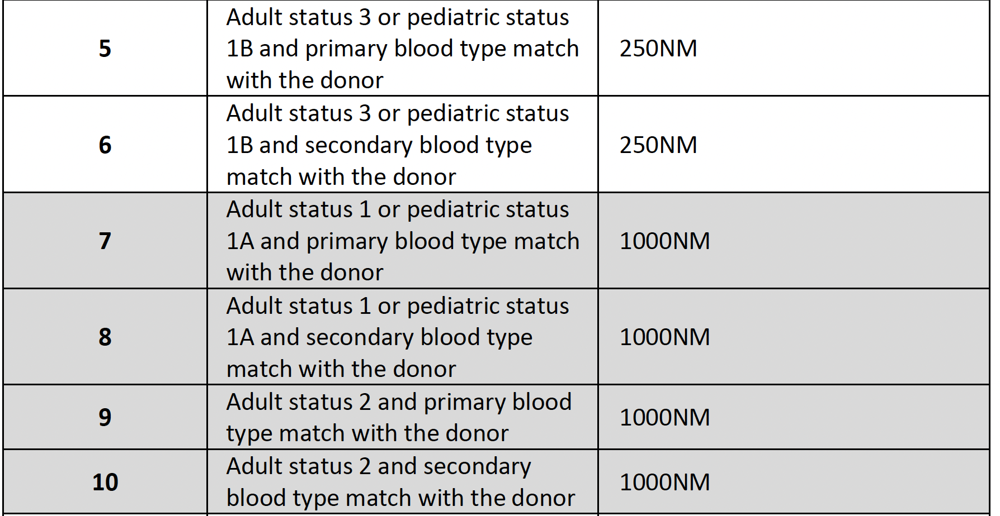 5
Adult status 3 or pediatric status
1B and primary blood type match
with the donor
250NM
6
Adult status 3 or pediatric status
1B and secondary blood type
match with the donor
250NM
7
Adult status 1 or pediatric status
1A and primary blood type match
with the donor
1000NM
8
Adult status 1 or pediatric status
1A and secondary blood type
match with the donor
1000NM
9
Adult status 2 and primary blood
type match with the donor
1000NM
10
Adult status 2 and secondary
blood type match with the donor
1000NM